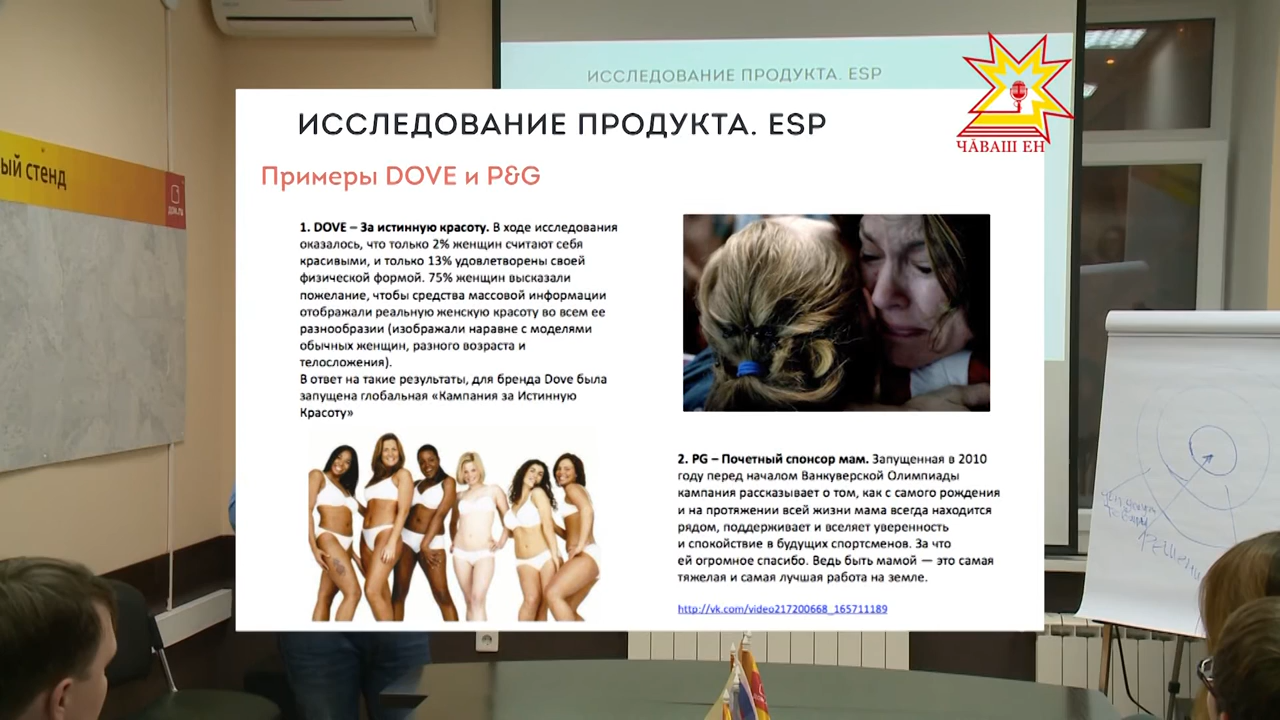 ИССЛЕДОВАНИЕ ПРОДУКТА. ESP
ЧӐВАШ ЕН
ый стенд
дом.ru
ИССЛЕДОВАНИЕ ПРОДУКТА. ESP
Примеры DOVE и P&G
1. DOVE – За истинную красоту. В ходе исследования
оказалось, что только 2% женщин считают себя
красивыми, и только 13% удовлетворены своей
физической формой. 75% женщин высказали
пожелание, чтобы средства массовой информации
отображали реальную женскую красоту во всем ее
разнообразии (изображали наравне с моделями
обычных женщин, разного возраста и
телосложения).
В ответ на такие результаты, для бренда Dove была
запущена глобальная «Кампания за Истинную
Красоту»
2. PG – Почетный спонсор мам. Запущенная в 2010
году перед началом Ванкуверской Олимпиады
кампания рассказывает о том, как с самого рождения
и на протяжении всей жизни мама всегда находится
рядом, поддерживает и вселяет уверенность
и спокойствие в будущих спортсменов. За что
ей огромное спасибо. Ведь быть мамой — это самая
тяжелая и самая лучшая работа на земле.
http://vk.com/video217200668_165711189